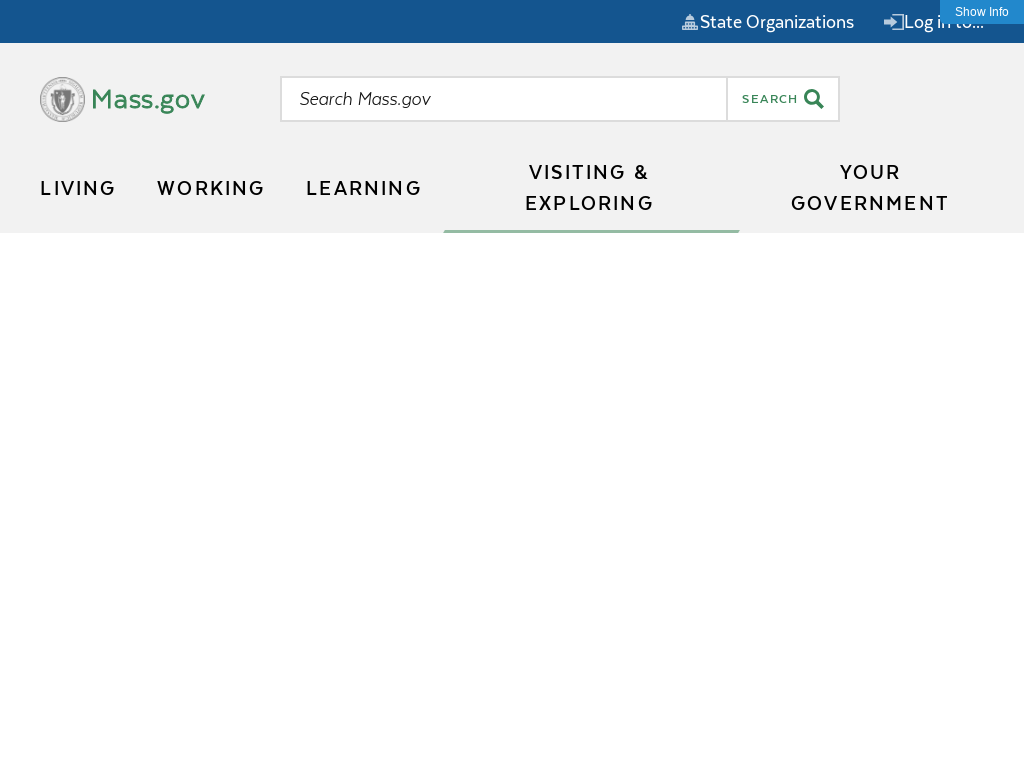 Show Info
State Organizations
Log in to...
Mass.gov
Search Mass.gov
SEARCH
LIVING
WORKING
LEARNING
VISITING &
EXPLORING
YOUR
GOVERNMENT